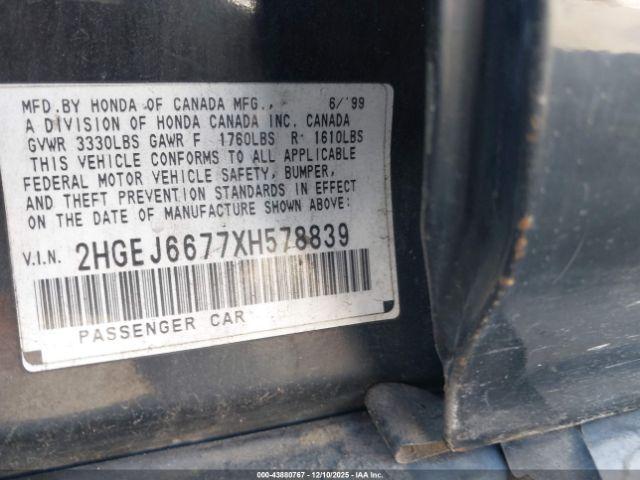 MFD.BY HONDA OF CANADA MFG., 6/'99
A DIVISION OF HONDA CANADA INC. CANADA
GVWR 3330LBS GAWR F 1760LBS R 1610LBS
THIS VEHICLE CONFORMS TO ALL APPLICABLE
FEDERAL MOTOR VEHICLE SAFETY, BUMPER,
AND THEFT PREVENTION STANDARDS IN EFFECT
ON THE DATE OF MANUFACTURE SHOWN ABOVE:
V.I.N. 2HGEJ6677XH578839
PASSENGER CAR
00-43880767 - 12/10/2025 - IAA Inc.